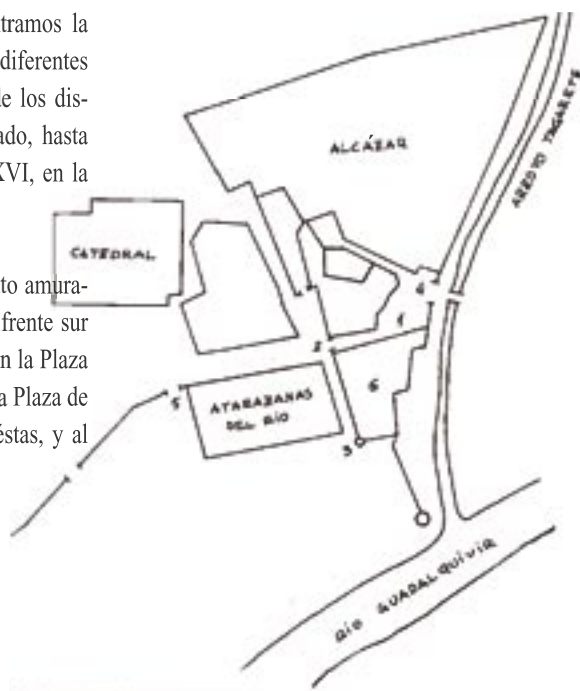 tramos la
diferentes
e los dis-
ado, hasta
XVI, en la
to amura-
frente sur
n la Plaza
a Plaza de
éstas, y al
ALCÁZAR
ARROYO TAGARETE
CATEDRAL
4
1
2
6
5
ATARAZANAS
DEL RÍO
3
RÍO GUADALQUIVIR